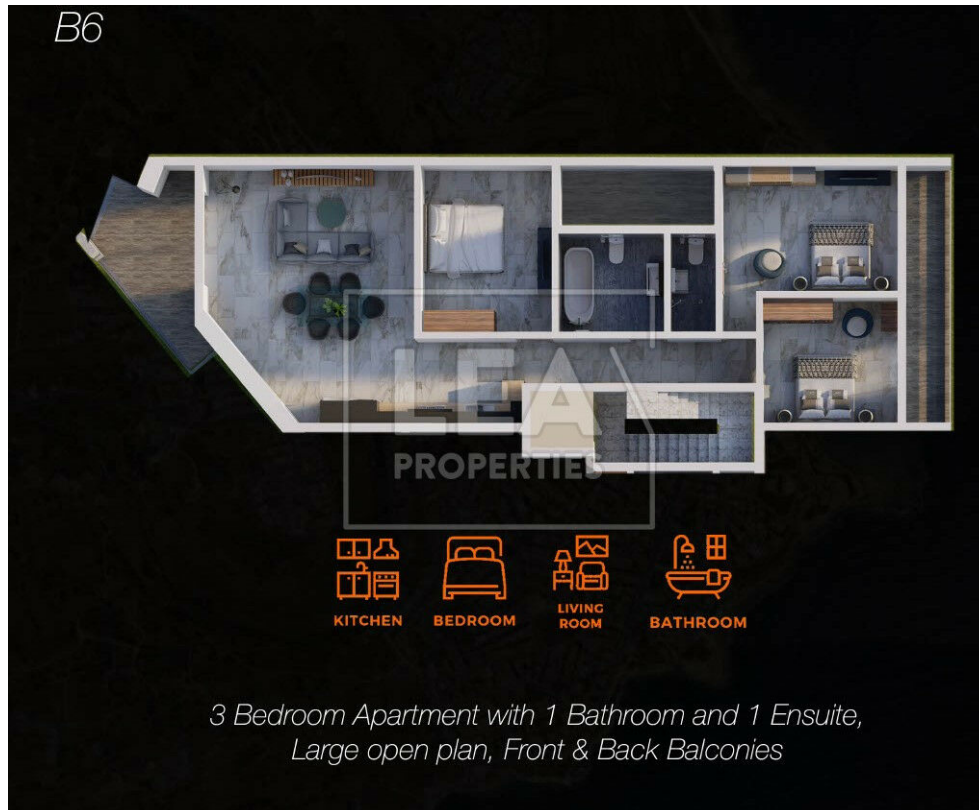 B6
LEA
PROPERTIES
KITCHEN
BEDROOM
LIVING
ROOM
BATHROOM
3 Bedroom Apartment with 1 Bathroom and 1 Ensuite,
Large open plan, Front & Back Balconies